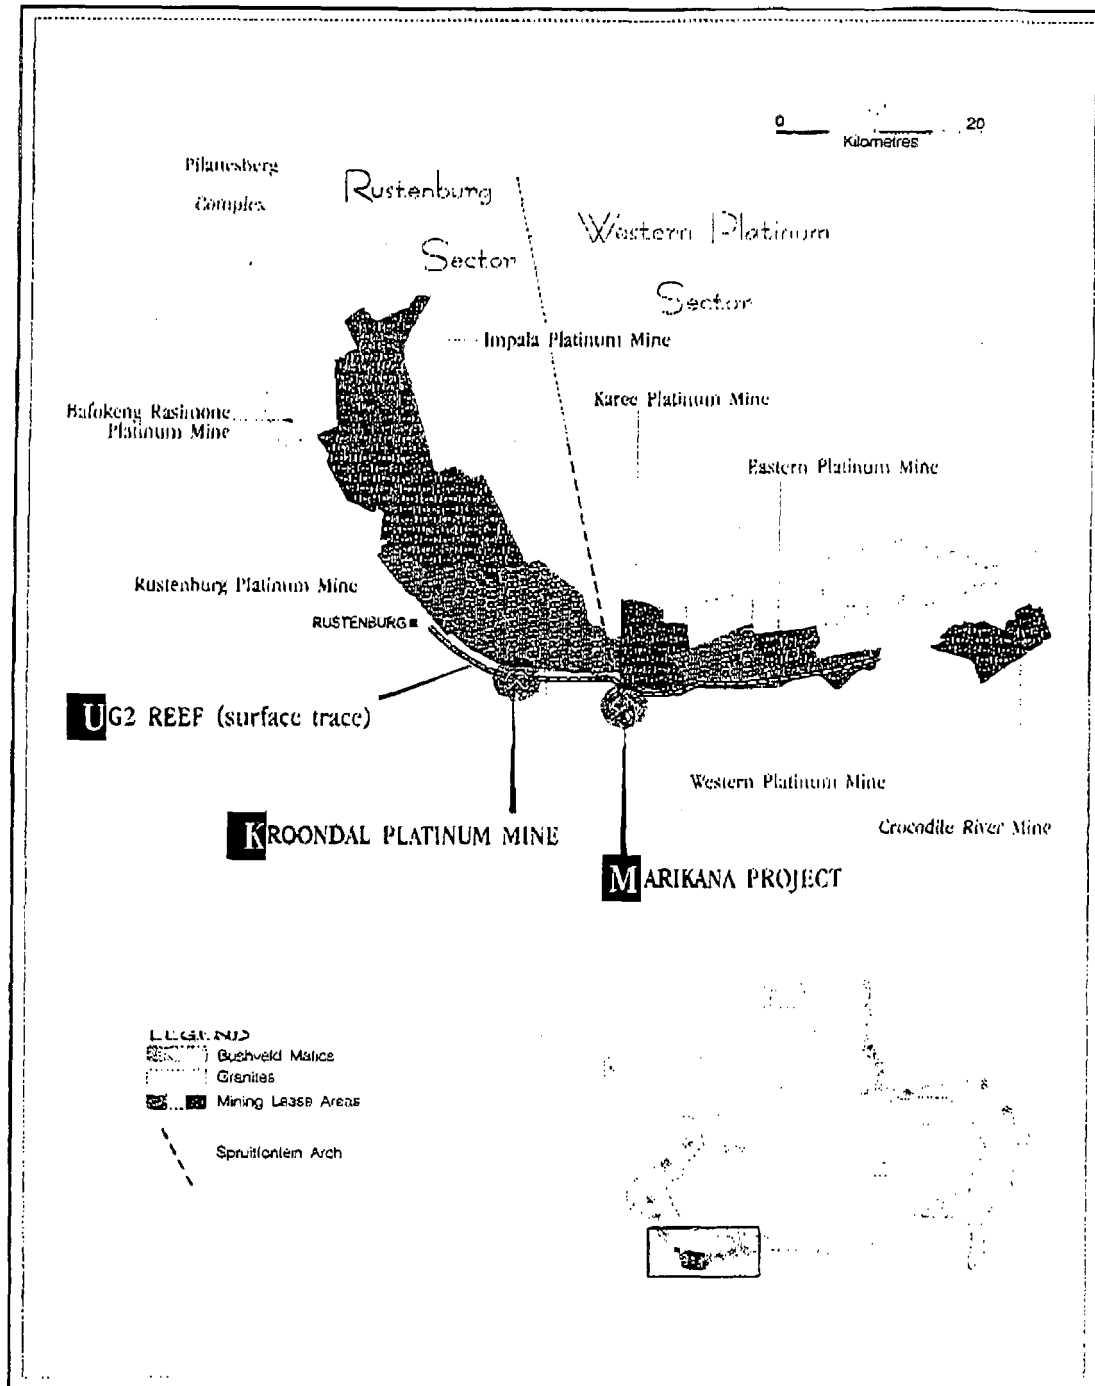 0 20
Kilometres
Pilanesberg
Complex
Rustenburg
Sector
Western Platinum
Sector
Impala Platinum Mine
Karee Platinum Mine
Bafokeng Rasimone
Platinum Mine
Eastern Platinum Mine
Rustenburg Platinum Mine
RUSTENBURG
UG2 REEF (surface trace)
Western Platinum Mine
KROONDAL PLATINUM MINE
Crocodile River Mine
MARIKANA PROJECT
LEGEND
Bushveld Mafics
Granites
Mining Lease Areas
Spruitfontein Arch